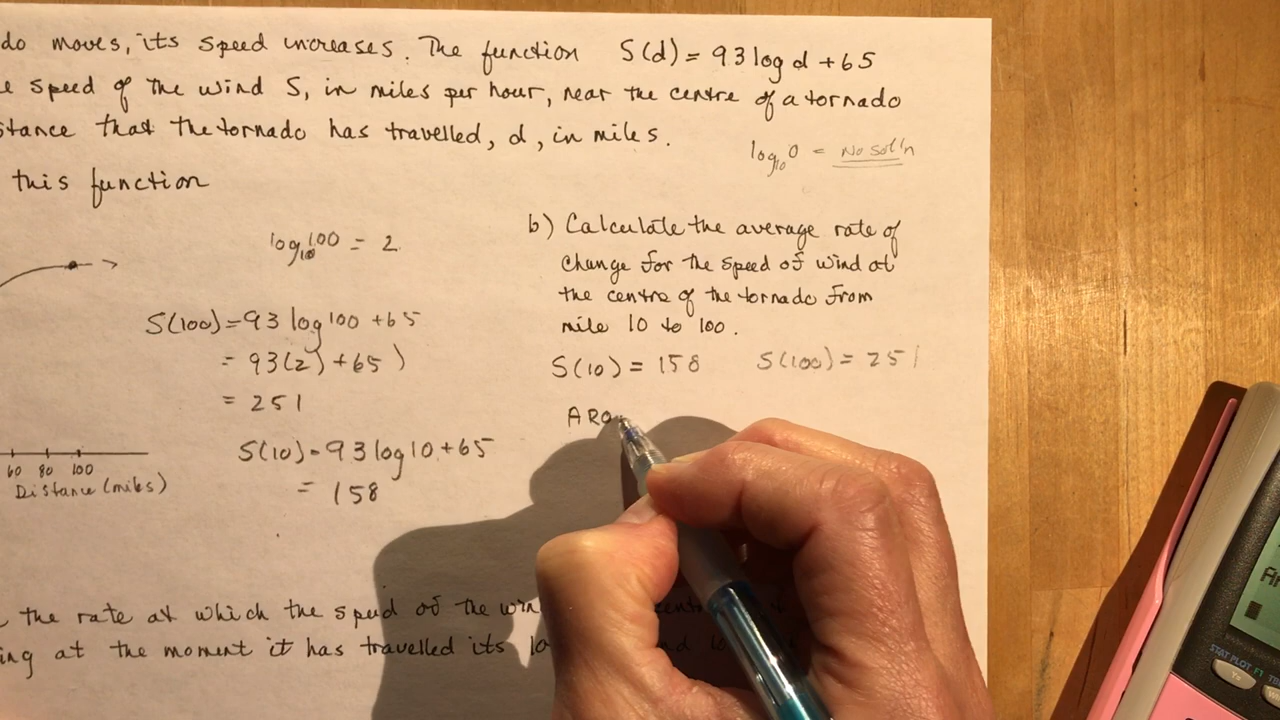 do moves, its speed increases. The function S(d) = 93 log d + 65
e speed of the wind S, in miles per hour, near the centre of a tornado
stance that the tornado has travelled, d, in miles.
log₁₀0 = No sol'n
this function
log₁₀100 = 2
b) Calculate the average rate of
change for the speed of wind at
the centre of the tornado from
mile 10 to 100.
S(100) = 93 log 100 + 65
= 93(2) + 65)
= 251
S(10) = 93 log 10 + 65
= 158
S(10) = 158 S(100) = 251
ARO
60 80 100
Distance (miles)
the rate at which the speed of the win
ing at the moment it has travelled its
STAT PLOT F1
Y=